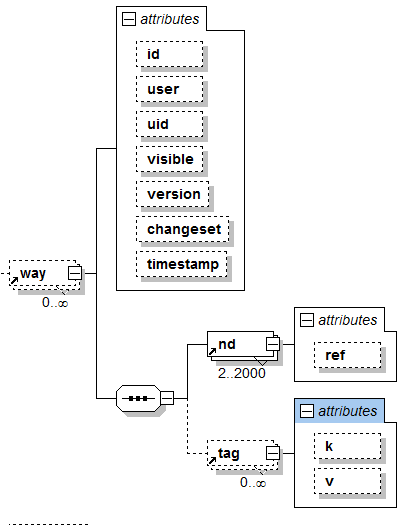 attributes
id
user
uid
visible
version
changeset
timestamp
way
0..∞
nd
2..2000
attributes
ref
tag
0..∞
attributes
k
v